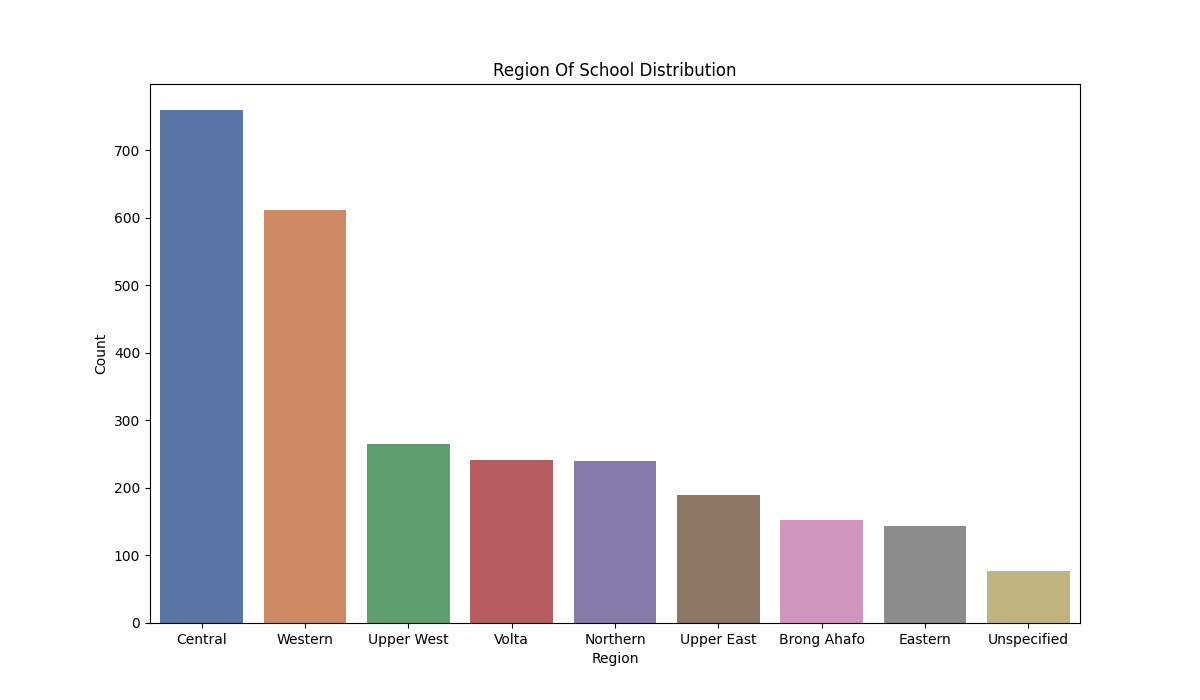 Region Of School Distribution
Count
700
600
500
400
300
200
100
0
Central Western Upper West Volta Northern Upper East Brong Ahafo Eastern Unspecified
Region